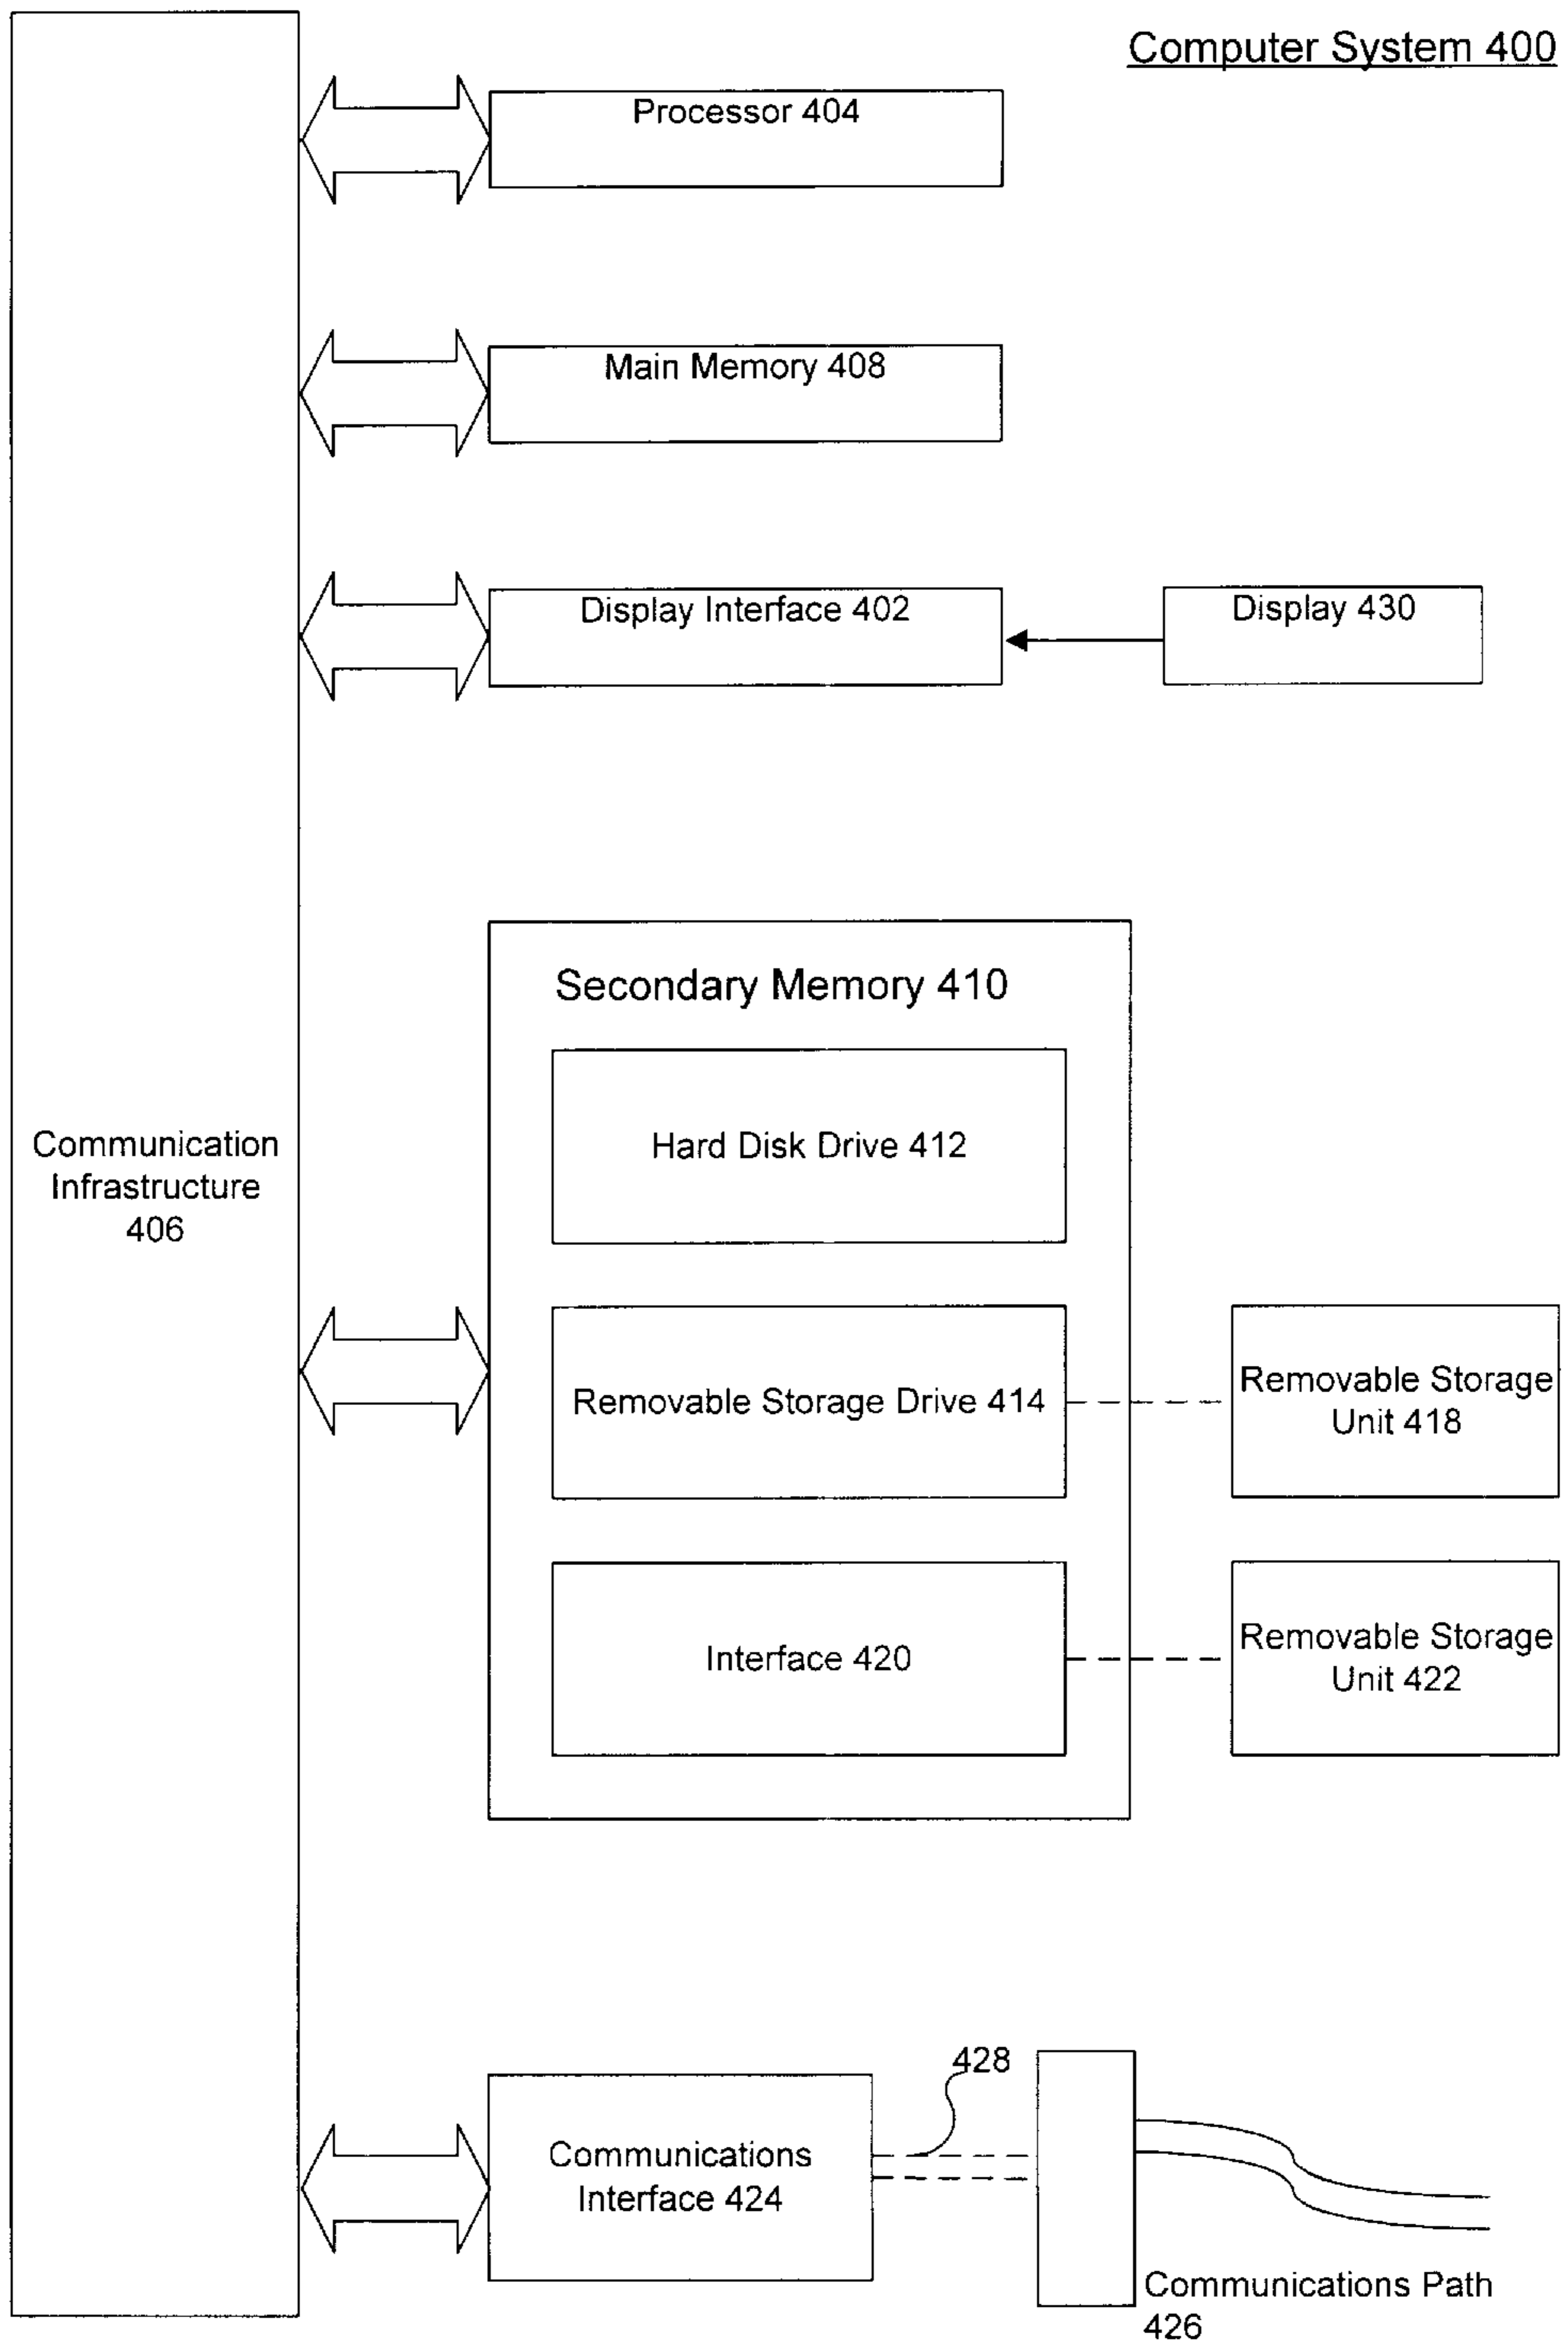 Computer System 400
Processor 404
Main Memory 408
Display Interface 402
Display 430
Secondary Memory 410
Hard Disk Drive 412
Communication
Infrastructure
406
Removable Storage Drive 414
Removable Storage
Unit 418
Interface 420
Removable Storage
Unit 422
428
Communications
Interface 424
Communications Path
426